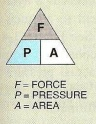 F
P A
F = FORCE
P = PRESSURE
A = AREA